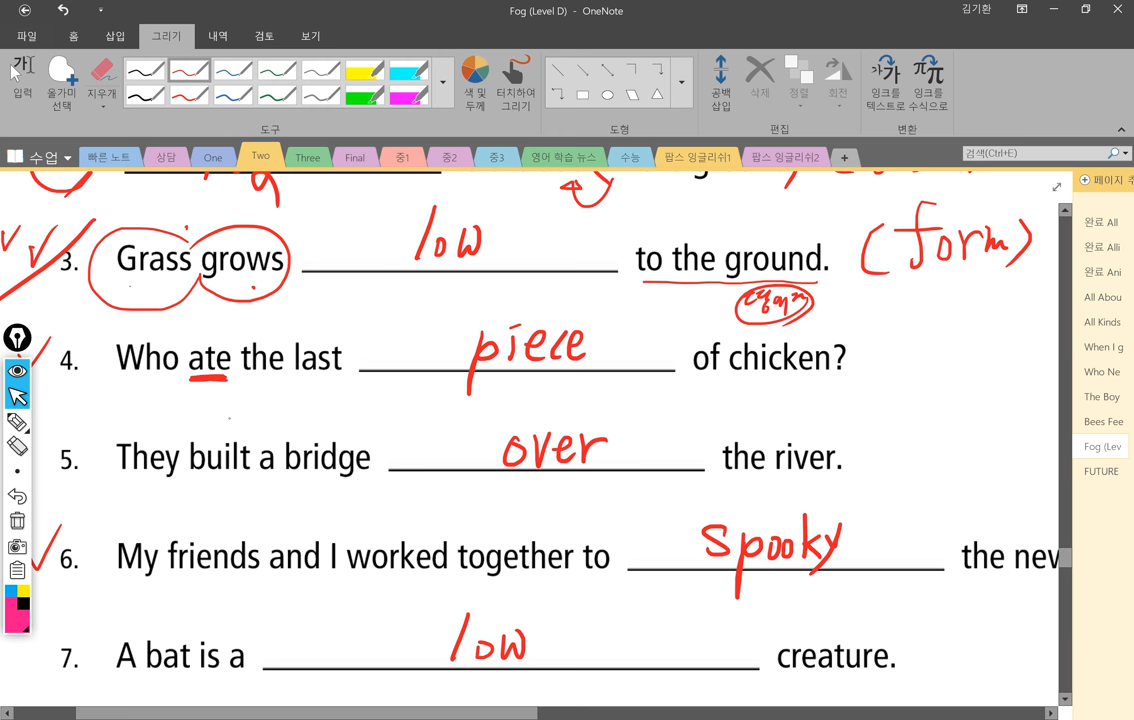 Fog (Level D) - OneNote
김기환
파일 홈 삽입 그리기 내역 검토 보기
입력
올가미 선택
지우개
색 및 두께
터치하여 그리기
공백 삽입
삭제
정렬
회전
잉크를 텍스트로
잉크를 수식으로
도구
도형
편집
변환
수업
빠른 노트 상담 One Two Three Final 중1 중2 중3 영어 학습 뉴스 수능 팝스 잉글리쉬1 팝스 잉글리쉬2
검색(Ctrl+E)
페이지 추
완료 All
완료 Alli
완료 Ani
All Abou
All Kinds
When I g
Who Ne
The Boy
Bees Fee
Fog (Lev
FUTURE
3. Grass grows low to the ground. (form)
4. Who ate the last piece of chicken?
5. They built a bridge over the river.
6. My friends and I worked together to spooky the nev
7. A bat is a low creature.